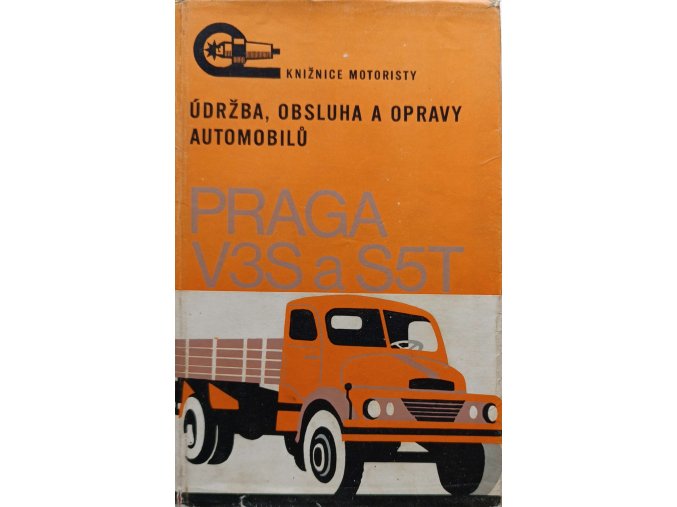 KNIŽNICE MOTORISTY
ÚDRŽBA, OBSLUHA A OPRAVY
AUTOMOBILŮ
PRAGA
V3S a S5T